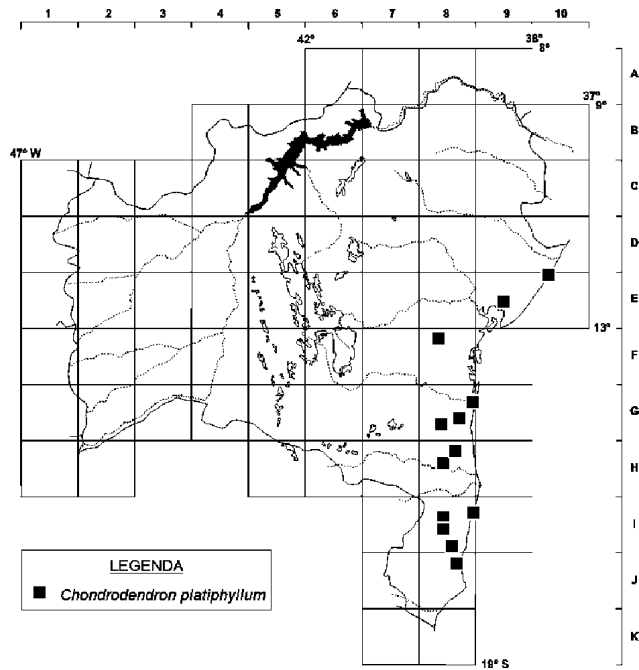 1 2 3 4 5 6 7 8 9 10
42° 38°
8°
A
37°
9°
B
47° W
C
D
E
13°
F
G
H
I
LEGENDA
Chondrodendron platiphyllum
J
K
18° S